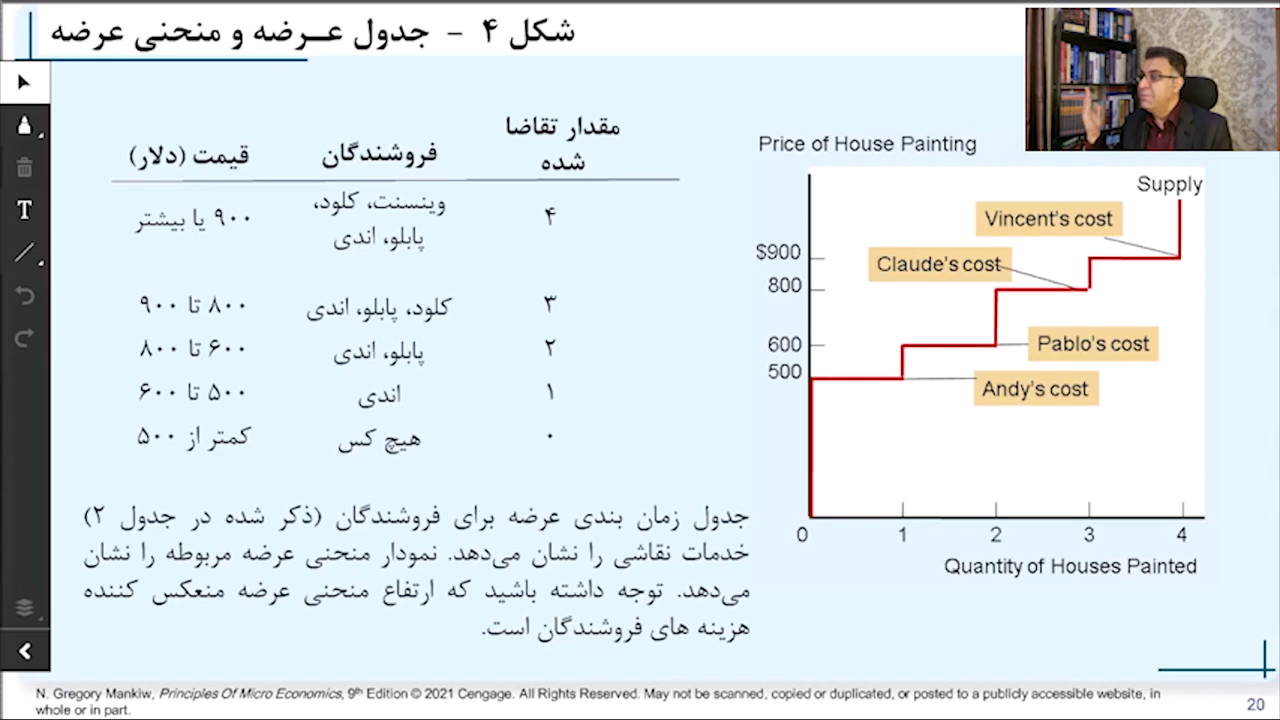 شکل ۴ - جدول عـرضه و منحنی عرضه
قیمت (دلار) فروشندگان مقدار تقاضا شده
۹۰۰ یا بیشتر وینسنت، کلود، پابلو، اندی ۴
۸۰۰ تا ۹۰۰ کلود، پابلو، اندی ۳
۶۰۰ تا ۸۰۰ پابلو، اندی ۲
۵۰۰ تا ۶۰۰ اندی ۱
کمتر از ۵۰۰ هیچ کس ۰
جدول زمان بندی عرضه برای فروشندگان (ذکر شده در جدول ۲)
خدمات نقاشی را نشان می‌دهد. نمودار منحنی عرضه مربوطه را نشان
می‌دهد. توجه داشته باشید که ارتفاع منحنی عرضه منعکس کننده
هزینه های فروشندگان است.
Price of House Painting
Supply
Vincent's cost
$900
Claude's cost
800
600
Pablo's cost
500
Andy's cost
0 1 2 3 4
Quantity of Houses Painted
N. Gregory Mankiw, Principles Of Micro Economics, 9th Edition © 2021 Cengage. All Rights Reserved. May not be scanned, copied or duplicated, or posted to a publicly accessible website, in
whole or in part.
20